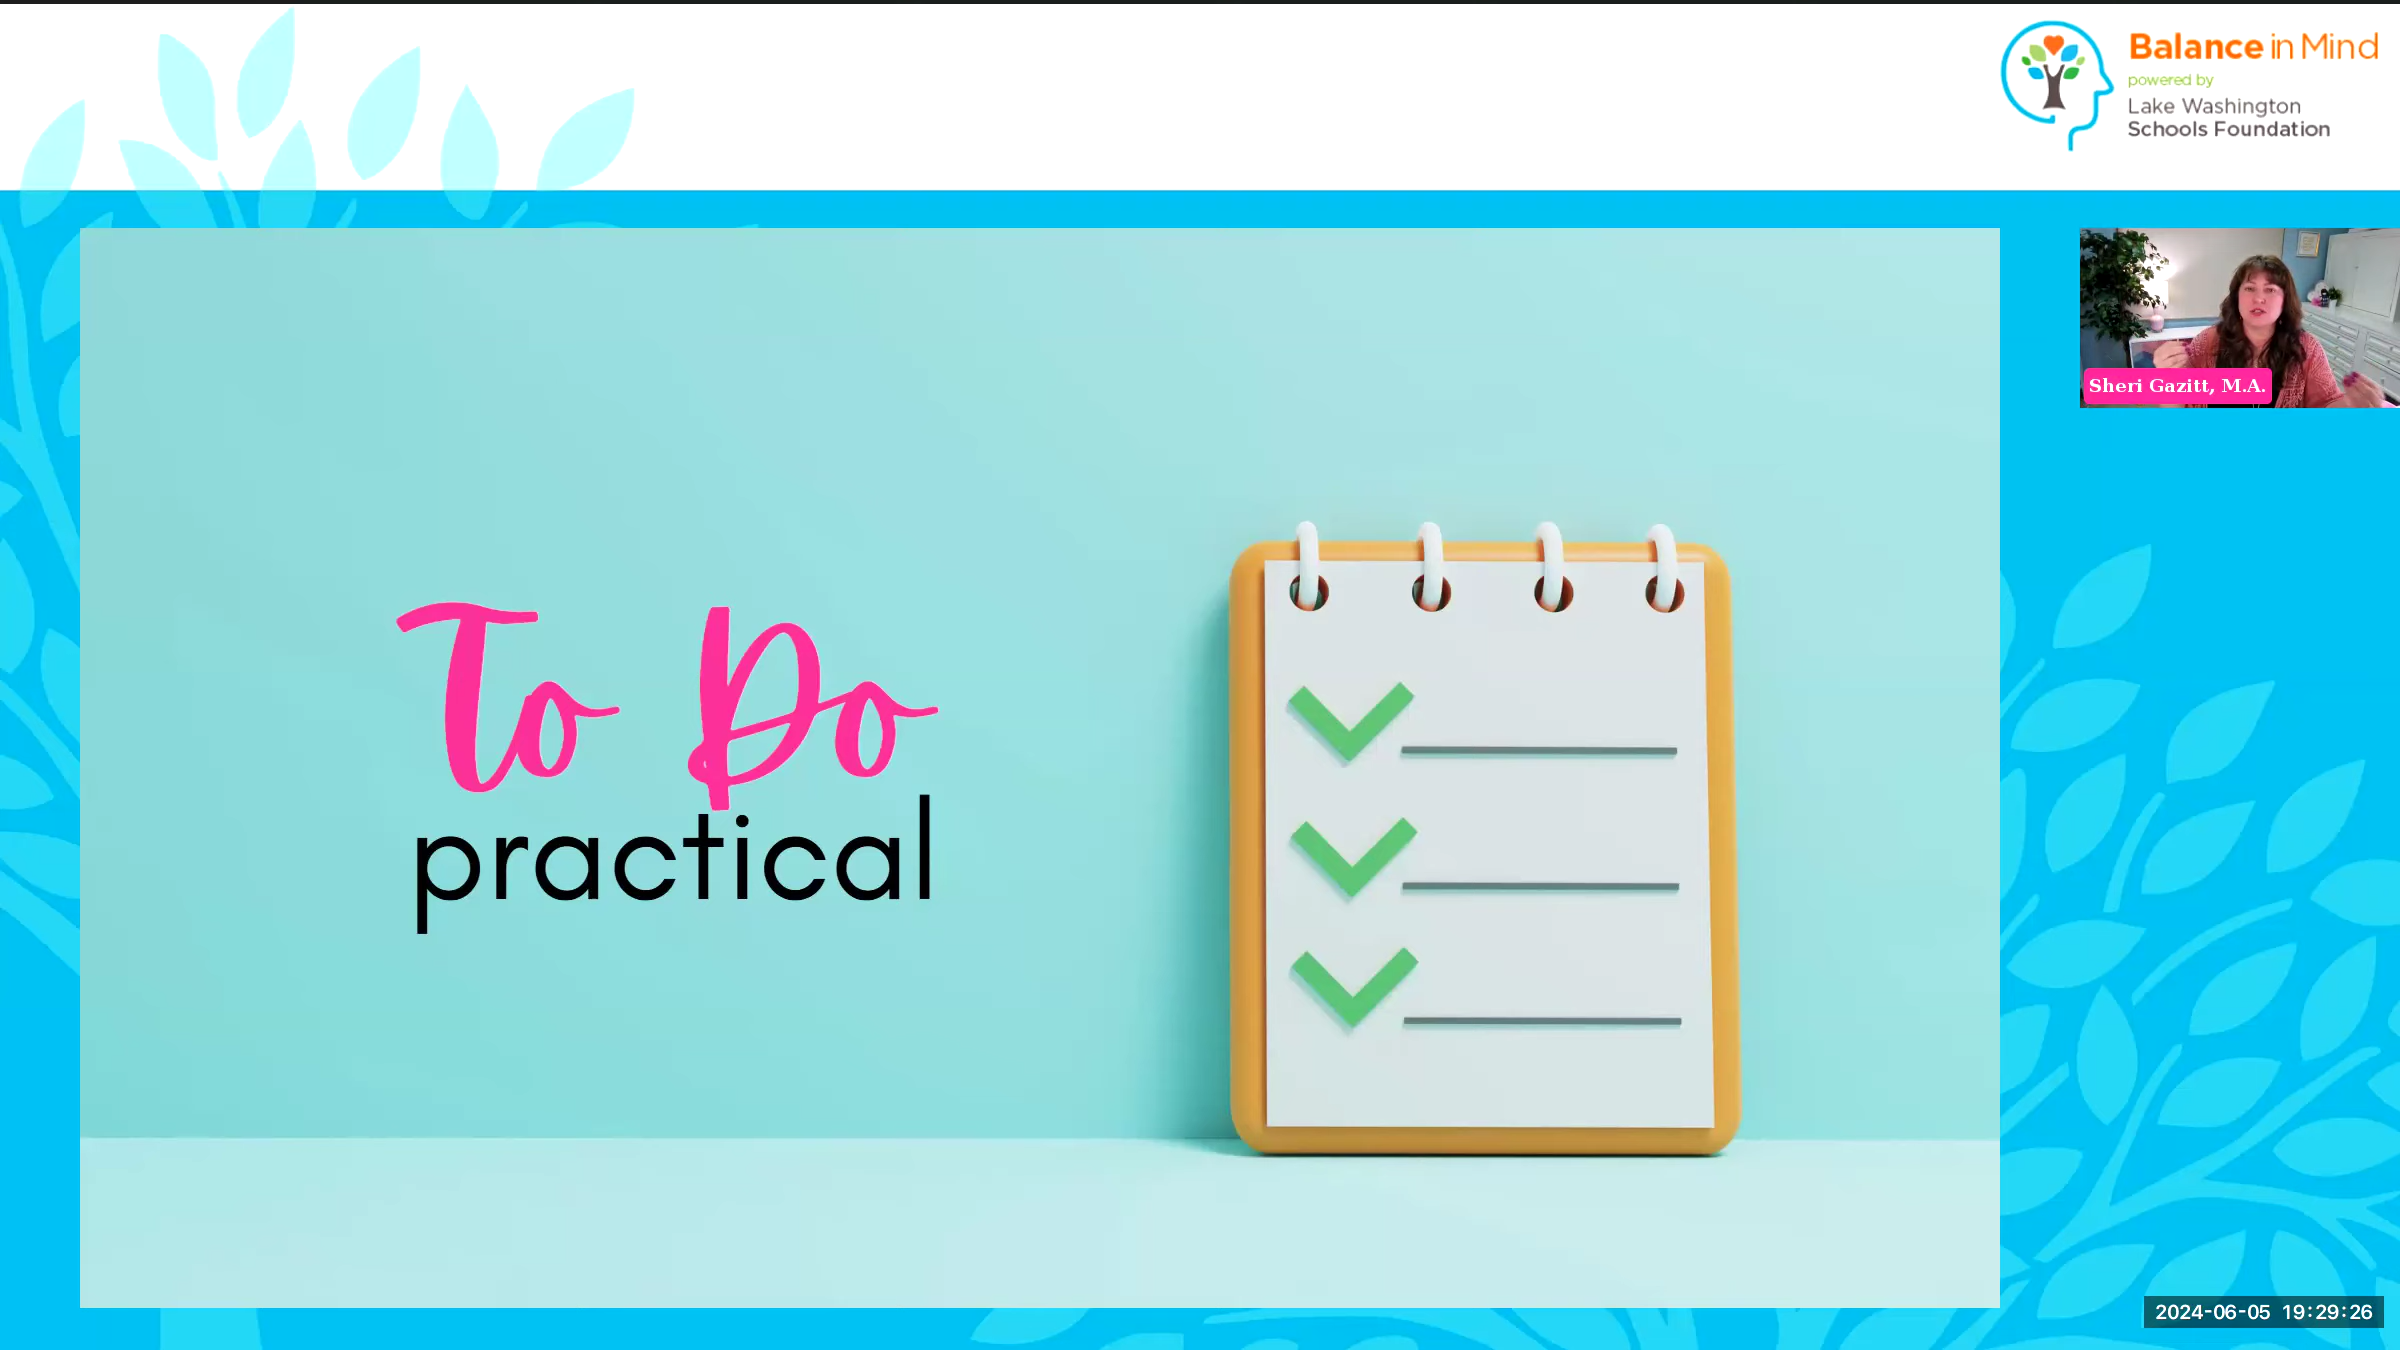 Balance in Mind
powered by
Lake Washington
Schools Foundation
Sheri Gazitt, M.A.
To Do
practical
2024-06-05 19:29:26